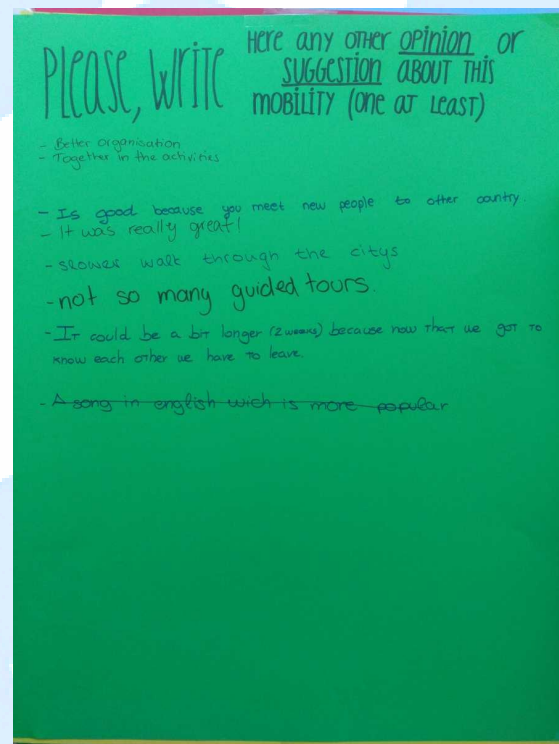 Please, Write
Here any other opinion or
suggestion about this
mobility (one at least)
- Better organisation
- Together in the activities
- Is good because you meet new people to other country.
- It was really great!
- slower walk through the citys
- not so many guided tours.
- It could be a bit longer (2 weeks) because now that we got to
know each other we have to leave.
- A song in english wich is more popular